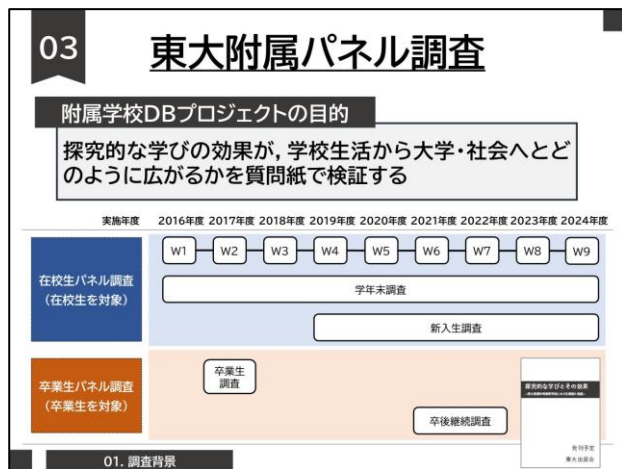 03
東大附属パネル調査
附属学校DBプロジェクトの目的
探究的な学びの効果が，学校生活から大学・社会へとど
のように広がるかを質問紙で検証する
実施年度 2016年度 2017年度 2018年度 2019年度 2020年度 2021年度 2022年度 2023年度 2024年度
W1 W2 W3 W4 W5 W6 W7 W8 W9
在校生パネル調査
（在校生を対象）
学年末調査
新入生調査
卒業生パネル調査
（卒業生を対象）
卒業生
調査
卒後継続調査
探究的な学びとその効果
発刊予定
東大出版会
01. 調査背景